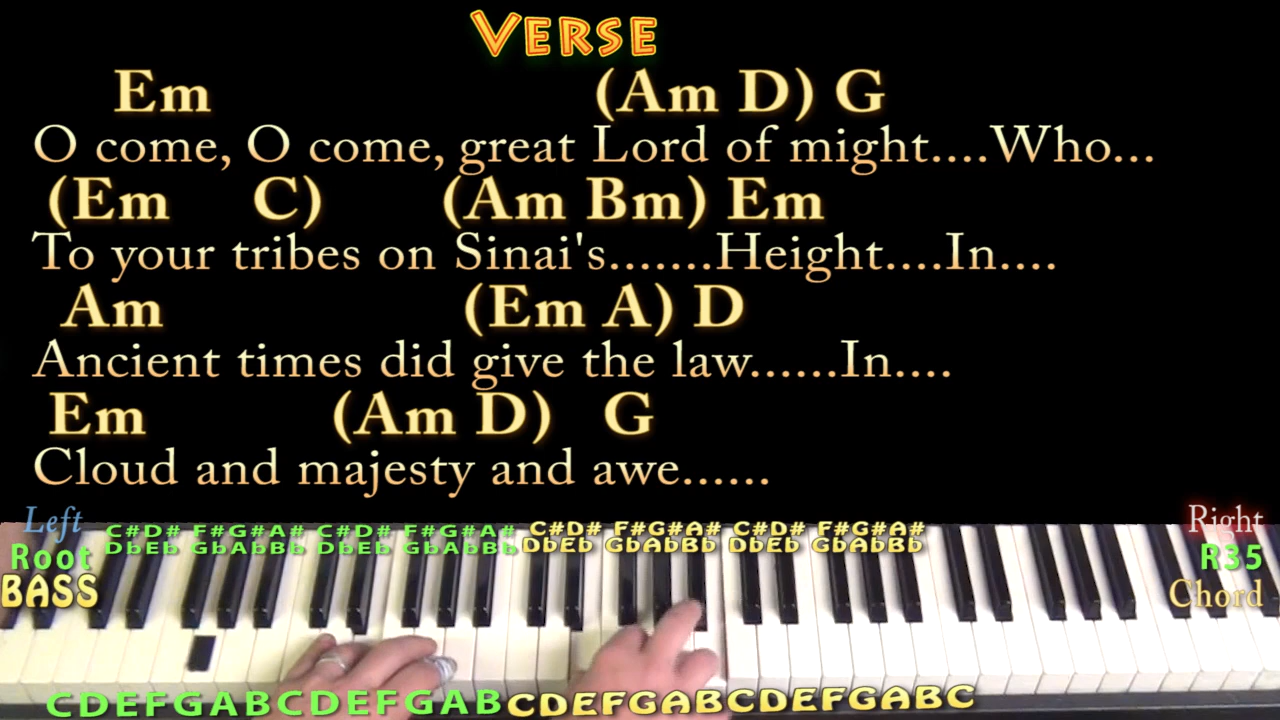 VERSE
Em (Am D) G
O come, O come, great Lord of might....Who...
(Em C) (Am Bm) Em
To your tribes on Sinai's.......Height....In....
Am (Em A) D
Ancient times did give the law......In....
Em (Am D) G
Cloud and majesty and awe......
Left Right
C#D# F#G#A# C#D# F#G#A# C#D# F#G#A# C#D# F#G#A#
DbEb GbAbBb DbEb GbAbBb DbEb GbAbBb DbEb GbAbBb
Root R35
BASS Chord
CDEFGABCDEFGABCDEFGABCDEFGABC